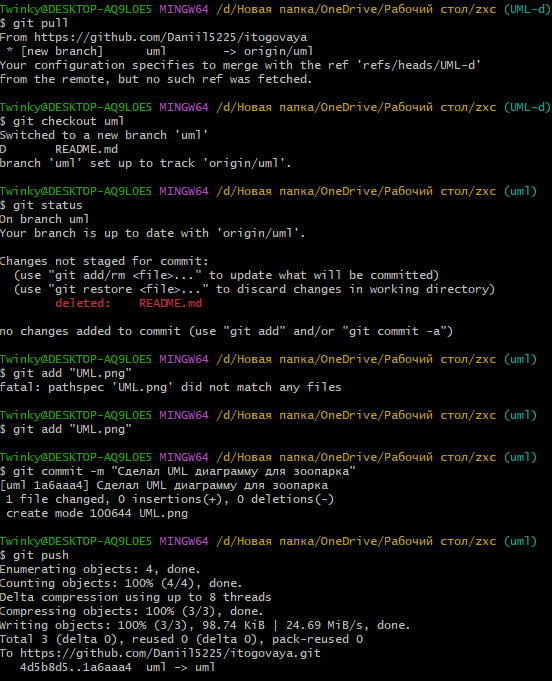 Twinky@DESKTOP-AQ9LOE5 MINGW64 /d/Новая папка/OneDrive/Рабочий стол/zxc (UML-d)
$ git pull
From https://github.com/Daniil5225/itogovaya
 * [new branch]      uml        -> origin/uml
Your configuration specifies to merge with the ref 'refs/heads/UML-d'
from the remote, but no such ref was fetched.

Twinky@DESKTOP-AQ9LOE5 MINGW64 /d/Новая папка/OneDrive/Рабочий стол/zxc (UML-d)
$ git checkout uml
Switched to a new branch 'uml'
D       README.md
branch 'uml' set up to track 'origin/uml'.

Twinky@DESKTOP-AQ9LOE5 MINGW64 /d/Новая папка/OneDrive/Рабочий стол/zxc (uml)
$ git status
On branch uml
Your branch is up to date with 'origin/uml'.

Changes not staged for commit:
  (use "git add/rm <file>..." to update what will be committed)
  (use "git restore <file>..." to discard changes in working directory)
        deleted:    README.md

no changes added to commit (use "git add" and/or "git commit -a")

Twinky@DESKTOP-AQ9LOE5 MINGW64 /d/Новая папка/OneDrive/Рабочий стол/zxc (uml)
$ git add "UML.png"
fatal: pathspec 'UML.png' did not match any files

Twinky@DESKTOP-AQ9LOE5 MINGW64 /d/Новая папка/OneDrive/Рабочий стол/zxc (uml)
$ git add "UML.png"

Twinky@DESKTOP-AQ9LOE5 MINGW64 /d/Новая папка/OneDrive/Рабочий стол/zxc (uml)
$ git commit -m "Сделал UML диаграмму для зоопарка"
[uml 1a6aaa4] Сделал UML диаграмму для зоопарка
 1 file changed, 0 insertions(+), 0 deletions(-)
 create mode 100644 UML.png

Twinky@DESKTOP-AQ9LOE5 MINGW64 /d/Новая папка/OneDrive/Рабочий стол/zxc (uml)
$ git push
Enumerating objects: 4, done.
Counting objects: 100% (4/4), done.
Delta compression using up to 8 threads
Compressing objects: 100% (3/3), done.
Writing objects: 100% (3/3), 98.74 KiB | 24.69 MiB/s, done.
Total 3 (delta 0), reused 0 (delta 0), pack-reused 0
To https://github.com/Daniil5225/itogovaya.git
   4d5b8d5..1a6aaa4  uml -> uml